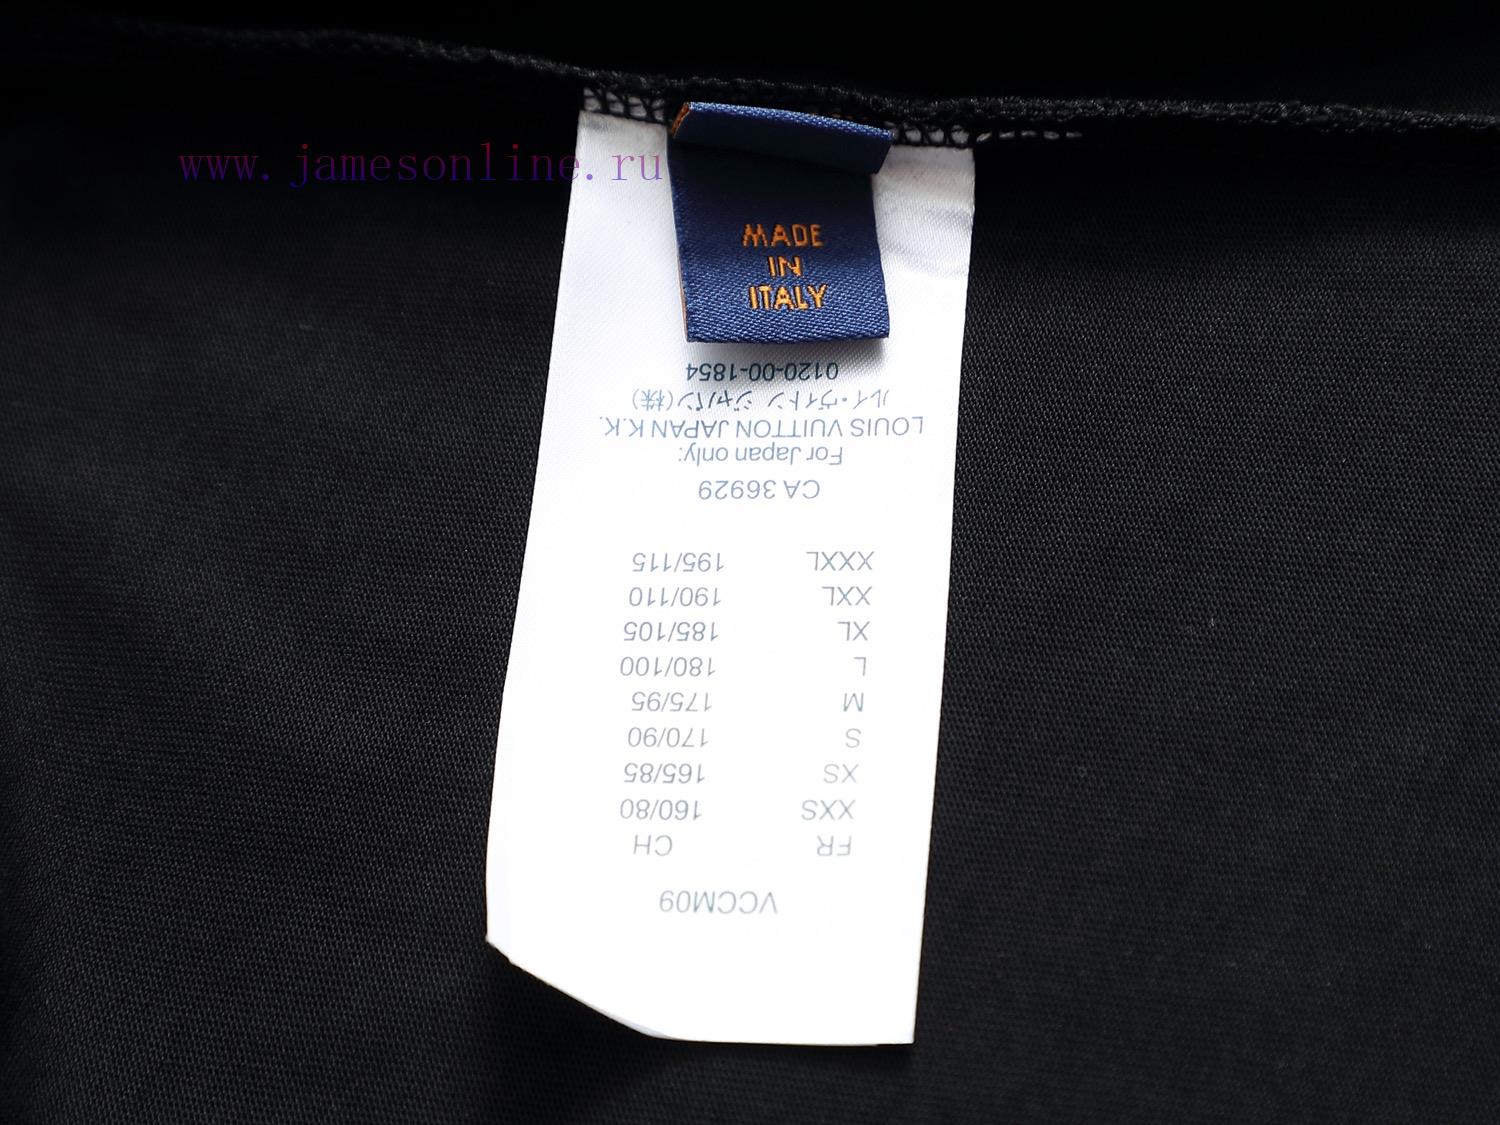 www.jamesonline.ru
MADE
IN
ITALY
VCCM09
FR CH
XXS 160/80
XS 165/85
S 170/90
M 175/95
L 180/100
XL 185/105
XXL 190/110
XXXL 195/115
CA 36929
For Japan only:
LOUIS VUITTON JAPAN K.K.
ルイ・ヴィトン ジャパン(株)
0120-00-1854